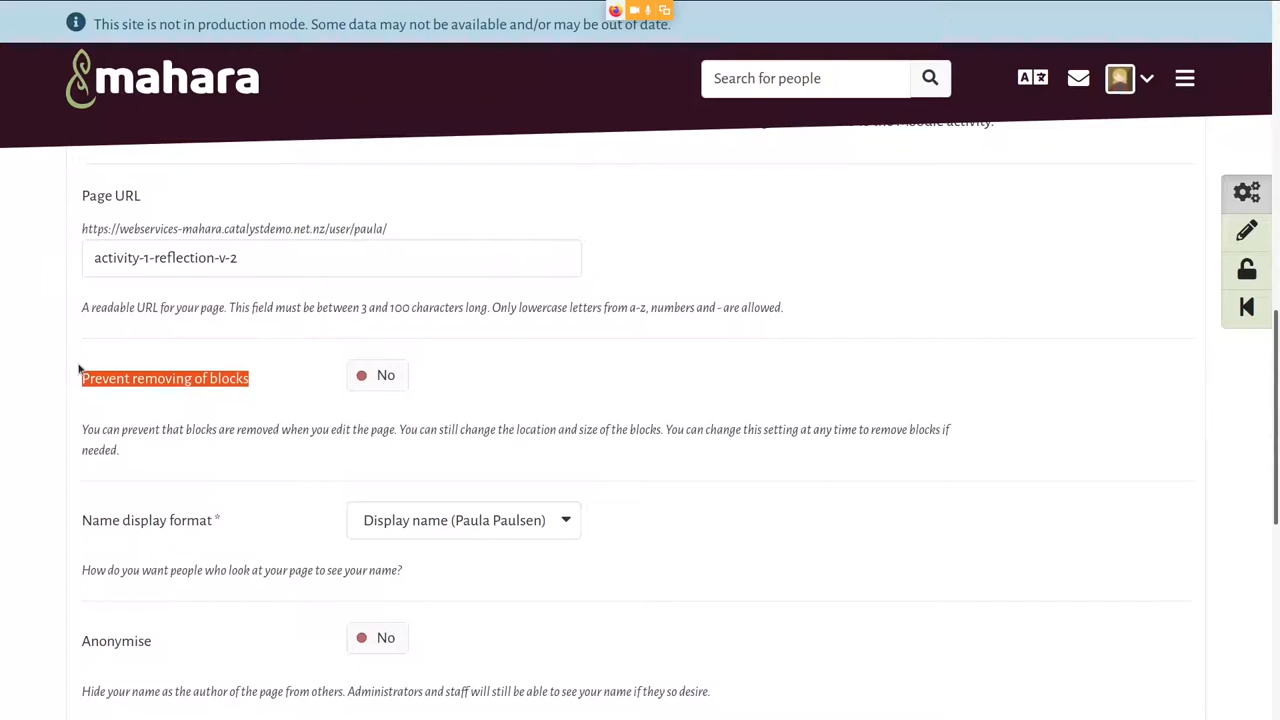 This site is not in production mode. Some data may not be available and/or may be out of date.
mahara
Search for people
to the Moodle activity.
Page URL
https://webservices-mahara.catalystdemo.net.nz/user/paula/
activity-1-reflection-v-2
A readable URL for your page. This field must be between 3 and 100 characters long. Only lowercase letters from a-z, numbers and - are allowed.
Prevent removing of blocks
No
You can prevent that blocks are removed when you edit the page. You can still change the location and size of the blocks. You can change this setting at any time to remove blocks if
needed.
Name display format *
Display name (Paula Paulsen)
How do you want people who look at your page to see your name?
Anonymise
No
Hide your name as the author of the page from others. Administrators and staff will still be able to see your name if they so desire.